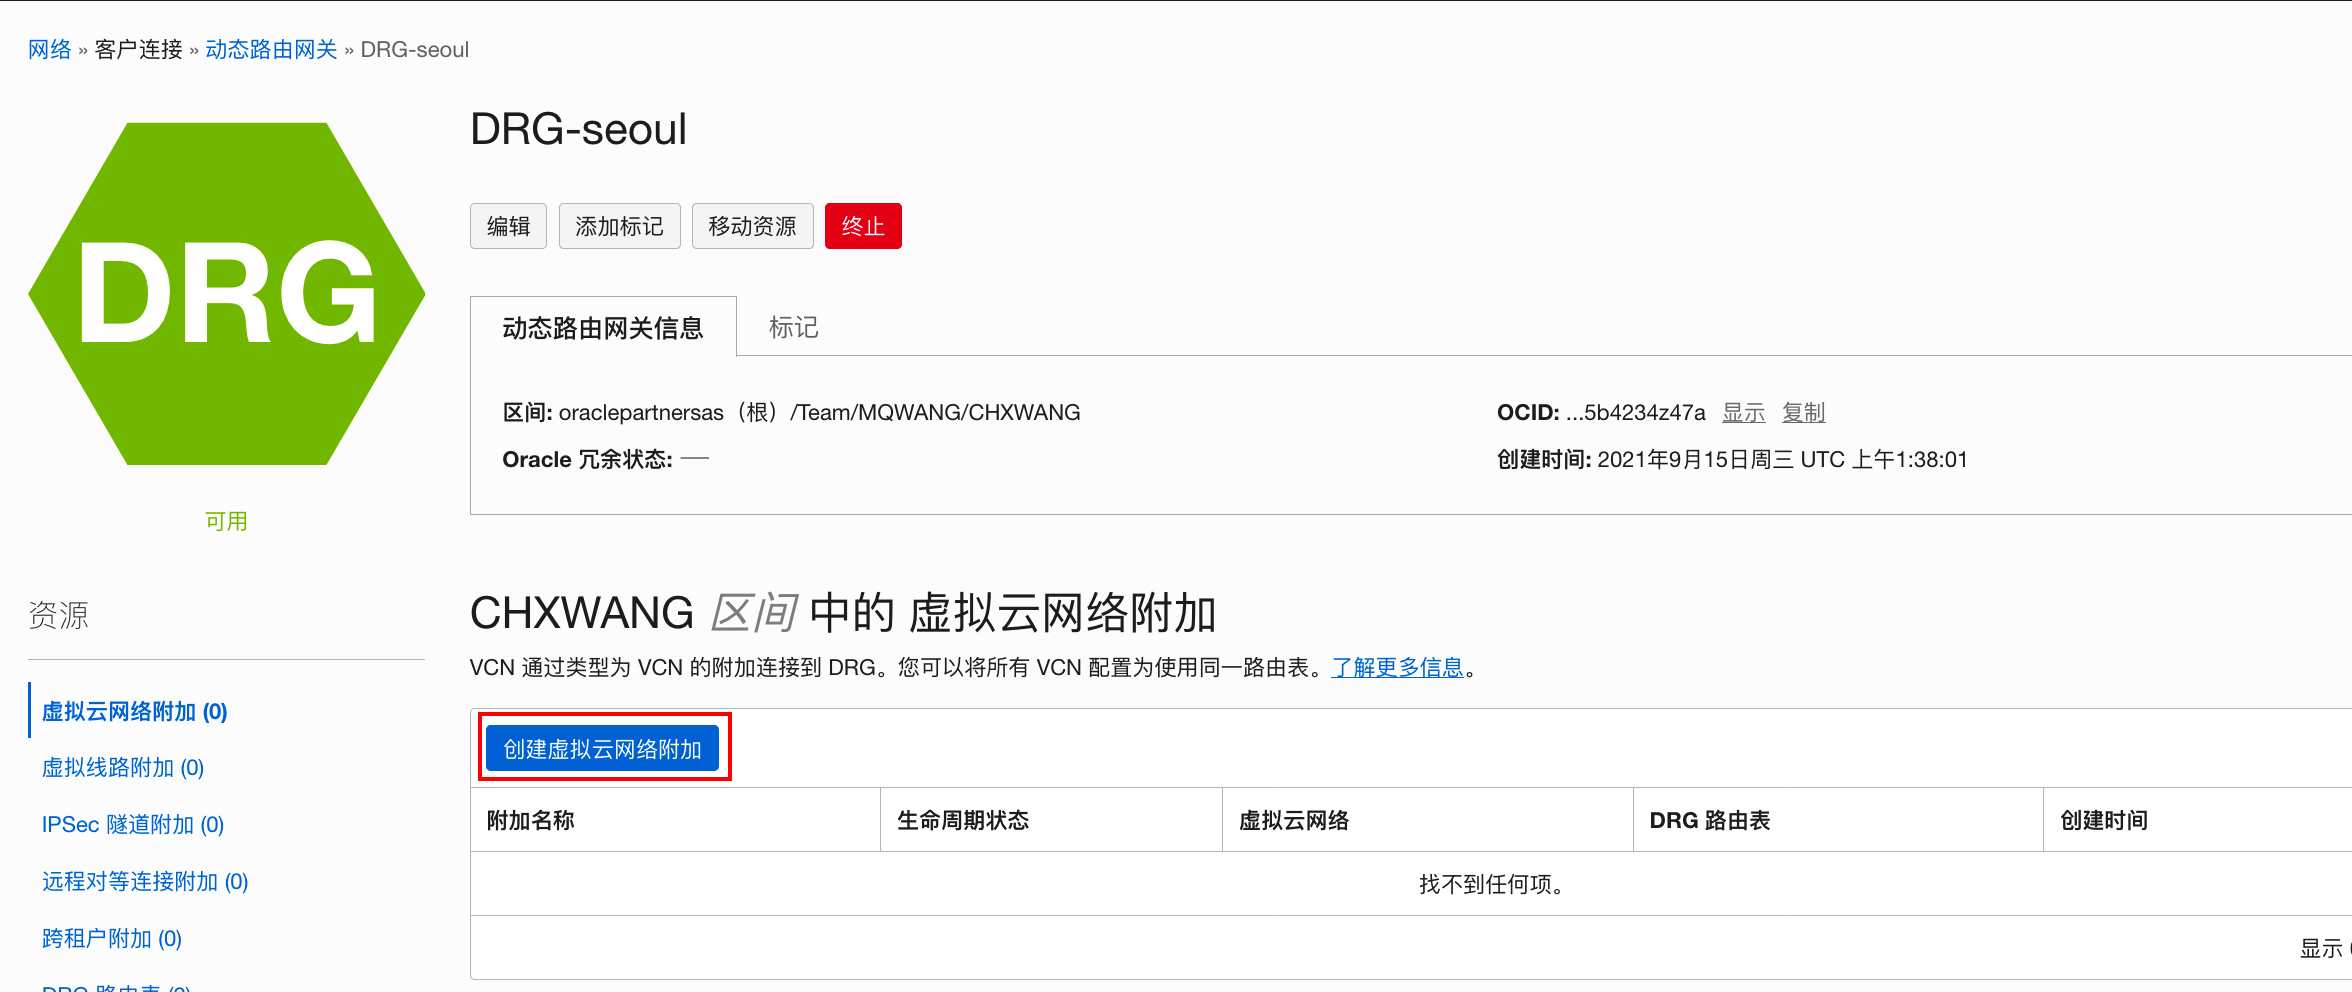 网络 » 客户连接 » 动态路由网关 » DRG-seoul
DRG
可用
DRG-seoul
编辑 添加标记 移动资源 终止
动态路由网关信息 标记
区间: oraclepartnersas（根）/Team/MQWANG/CHXWANG
OCID: ...5b4234z47a 显示 复制
Oracle 冗余状态: —
创建时间: 2021年9月15日周三 UTC 上午1:38:01
资源
虚拟云网络附加 (0)
虚拟线路附加 (0)
IPSec 隧道附加 (0)
远程对等连接附加 (0)
跨租户附加 (0)
DRG 路由表 (2)
CHXWANG 区间 中的 虚拟云网络附加
VCN 通过类型为 VCN 的附加连接到 DRG。您可以将所有 VCN 配置为使用同一路由表。了解更多信息。
创建虚拟云网络附加
附加名称 生命周期状态 虚拟云网络 DRG 路由表 创建时间
找不到任何项。
显示